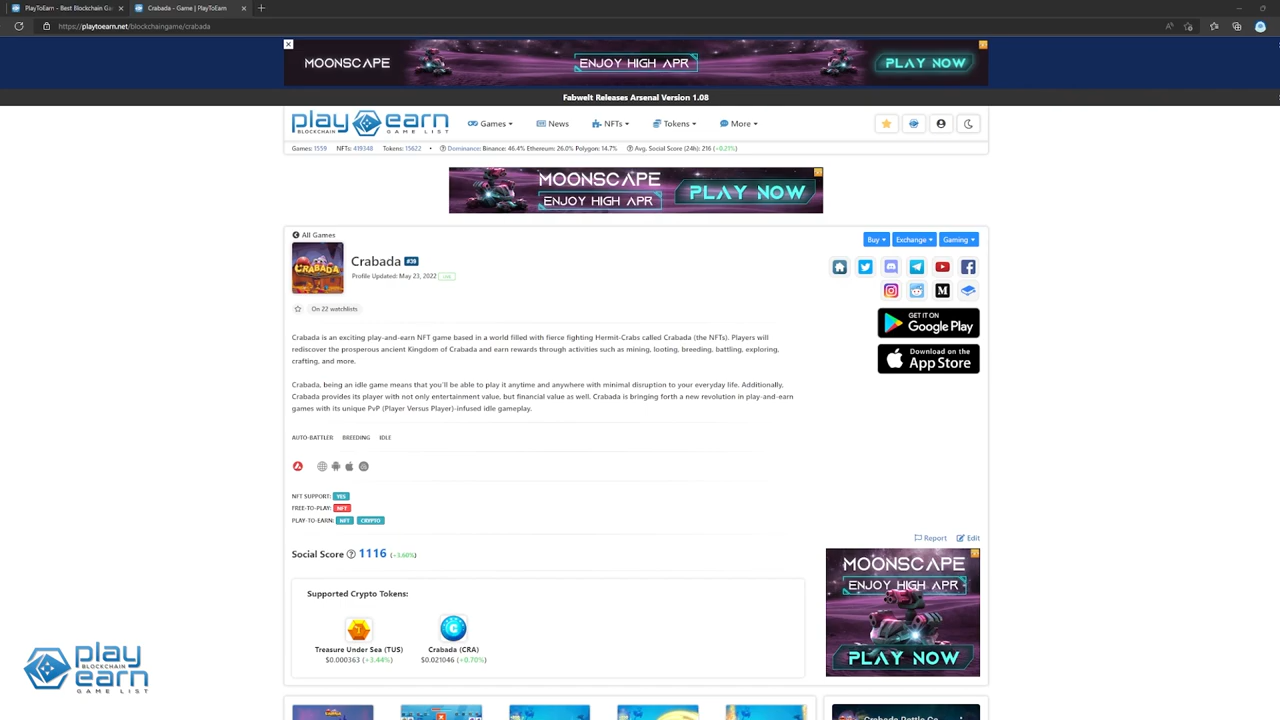 PlayToEarn - Best Blockchain Gam
Crabada - Game | PlayToEarn
https://playtoearn.net/blockchaingame/crabada
MOONSCAPE
ENJOY HIGH APR
PLAY NOW
Fabwelt Releases Arsenal Version 1.08
play earn
BLOCKCHAIN GAME LIST
Games
News
NFTs
Tokens
More
Games: 1559 NFTs: 419348 Tokens: 15622 • Dominance: Binance: 46.4% Ethereum: 26.0% Polygon: 14.7% Avg. Social Score (24h): 216 (+0.21%)
MOONSCAPE
ENJOY HIGH APR
PLAY NOW
All Games
Buy
Exchange
Gaming
CRABADA
Crabada #39
Profile Updated: May 23, 2022
On 22 watchlists
GET IT ON
Google Play
Download on the
App Store
Crabada is an exciting play-and-earn NFT game based in a world filled with fierce fighting Hermit-Crabs called Crabada (the NFTs). Players will
rediscover the prosperous ancient Kingdom of Crabada and earn rewards through activities such as mining, looting, breeding, battling, exploring,
crafting, and more.
Crabada, being an idle game means that you'll be able to play it anytime and anywhere with minimal disruption to your everyday life. Additionally,
Crabada provides its player with not only entertainment value, but financial value as well. Crabada is bringing forth a new revolution in play-and-earn
games with its unique PvP (Player Versus Player)-infused idle gameplay.
AUTO-BATTLER BREEDING IDLE
NFT SUPPORT: YES
FREE-TO-PLAY: NFT
PLAY-TO-EARN: NFT CRYPTO
Report
Edit
Social Score 1116 (+3.60%)
MOONSCAPE
ENJOY HIGH APR
PLAY NOW
Supported Crypto Tokens:
Treasure Under Sea (TUS)
$0.000363 (+3.44%)
Crabada (CRA)
$0.021046 (+0.70%)
play earn
BLOCKCHAIN
GAME LIST